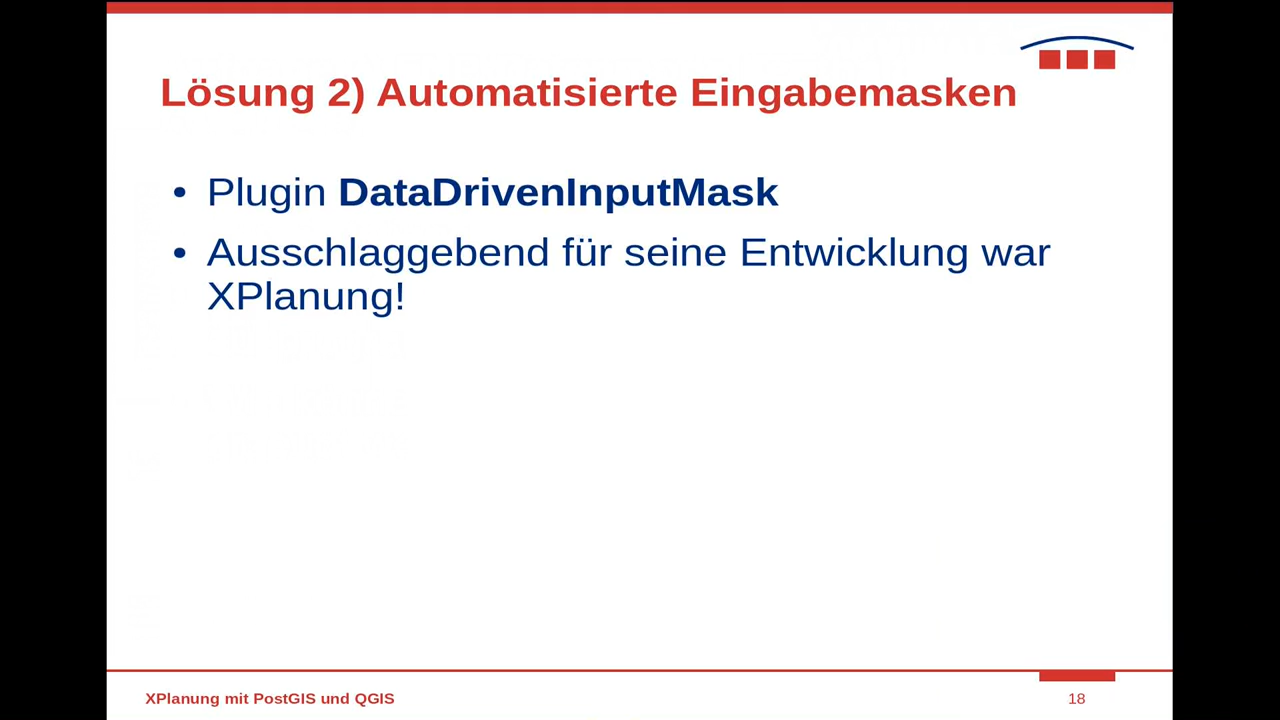 Lösung 2) Automatisierte Eingabemasken
• Plugin DataDrivenInputMask
• Ausschlaggebend für seine Entwicklung war
XPlanung!
XPlanung mit PostGIS und QGIS
18